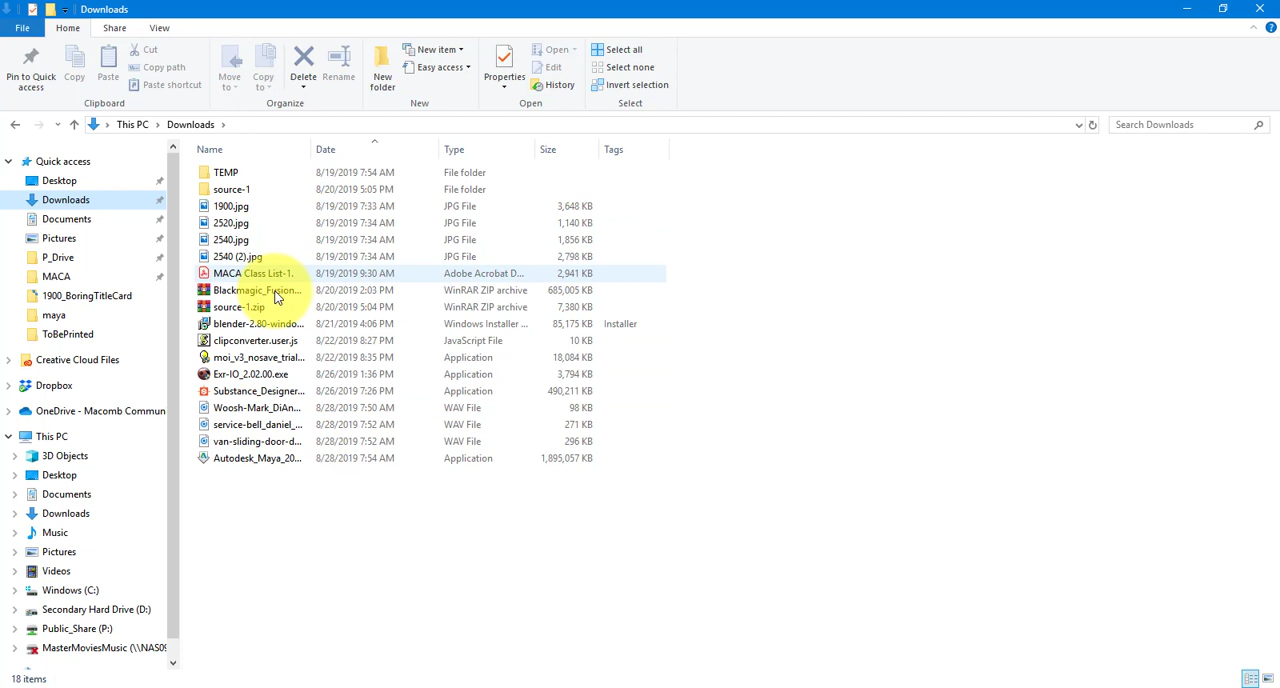 Downloads
File Home Share View
Pin to Quick access
Copy
Paste
Cut
Copy path
Paste shortcut
Clipboard
Move to
Copy to
Delete
Rename
Organize
New folder
New item
Easy access
New
Properties
Open
Edit
History
Open
Select all
Select none
Invert selection
Select
This PC > Downloads >
Search Downloads
Quick access
Desktop
Downloads
Documents
Pictures
P_Drive
MACA
1900_BoringTitleCard
maya
ToBePrinted
Creative Cloud Files
Dropbox
OneDrive - Macomb Commun
This PC
3D Objects
Desktop
Documents
Downloads
Music
Pictures
Videos
Windows (C:)
Secondary Hard Drive (D:)
Public_Share (P:)
MasterMoviesMusic (\\NAS09
Name Date Type Size Tags
TEMP 8/19/2019 7:54 AM File folder
source-1 8/20/2019 5:05 PM File folder
1900.jpg 8/19/2019 7:33 AM JPG File 3,648 KB
2520.jpg 8/19/2019 7:34 AM JPG File 1,140 KB
2540.jpg 8/19/2019 7:34 AM JPG File 1,856 KB
2540 (2).jpg 8/19/2019 7:34 AM JPG File 2,798 KB
MACA Class List-1. 8/19/2019 9:30 AM Adobe Acrobat D... 2,941 KB
Blackmagic_Fusion... 8/20/2019 2:03 PM WinRAR ZIP archive 685,005 KB
source-1.zip 8/20/2019 5:04 PM WinRAR ZIP archive 7,380 KB
blender-2.80-windo... 8/21/2019 4:06 PM Windows Installer ... 85,175 KB Installer
clipconverter.user.js 8/22/2019 8:27 PM JavaScript File 10 KB
moi_v3_nosave_trial... 8/22/2019 8:35 PM Application 18,084 KB
Exr-IO_2.02.00.exe 8/26/2019 1:36 PM Application 3,794 KB
Substance_Designer... 8/26/2019 7:26 PM Application 490,211 KB
Woosh-Mark_DiAn... 8/28/2019 7:50 AM WAV File 98 KB
service-bell_daniel_... 8/28/2019 7:52 AM WAV File 271 KB
van-sliding-door-d... 8/28/2019 7:52 AM WAV File 296 KB
Autodesk_Maya_20... 8/28/2019 7:54 AM Application 1,895,057 KB
18 items